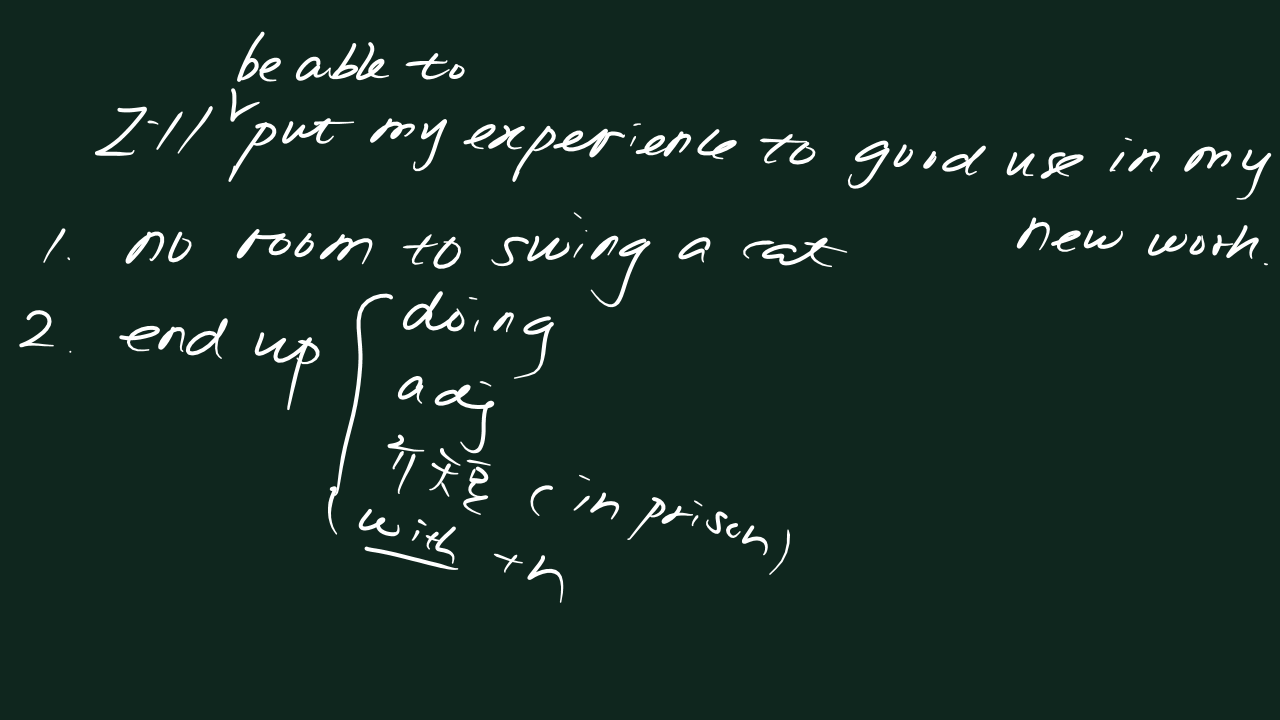 be able to
I'll put my experience to good use in my
new work.
1. no room to swing a cat
2. end up doing
adj
介短 (in prison)
with + n